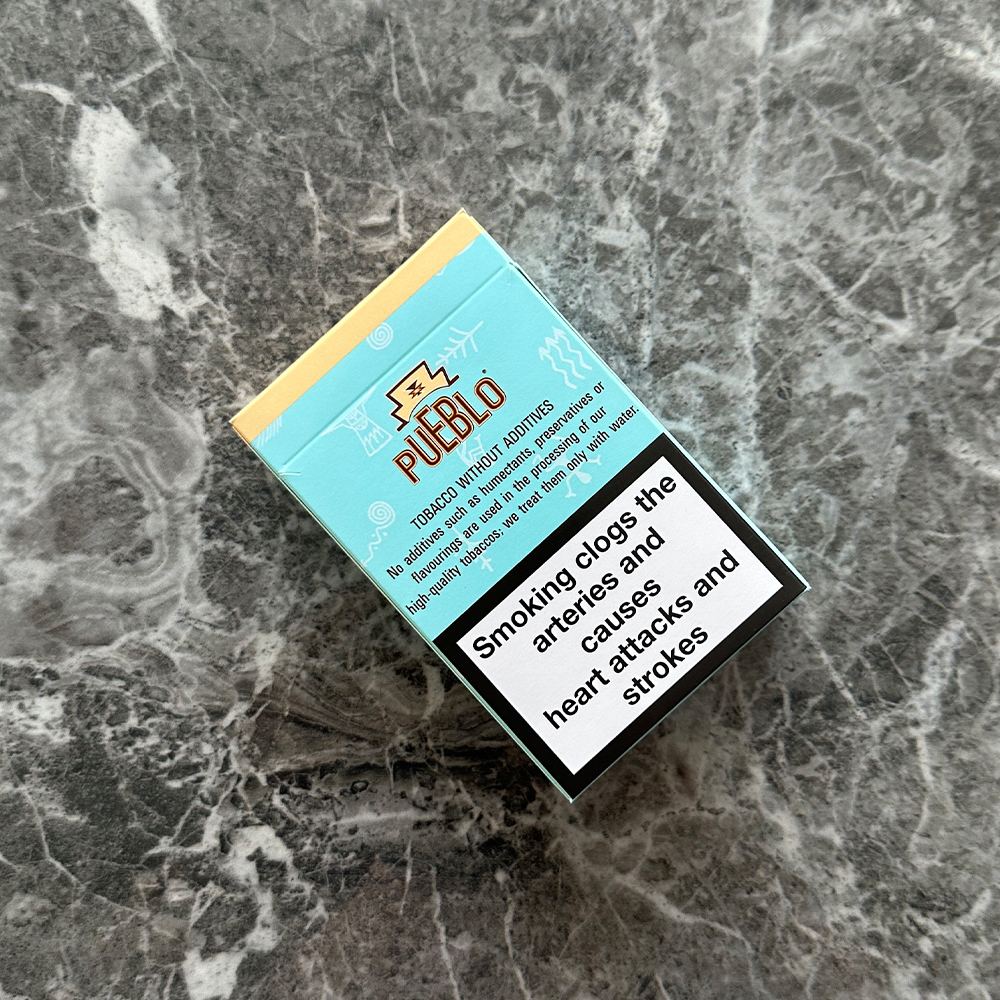 PUEBLO
TOBACCO WITHOUT ADDITIVES
No additives such as humectants, preservatives or
flavourings are used in the processing of our
high-quality tobaccos; we treat them only with water.
Smoking clogs the
arteries and
causes
heart attacks and
strokes